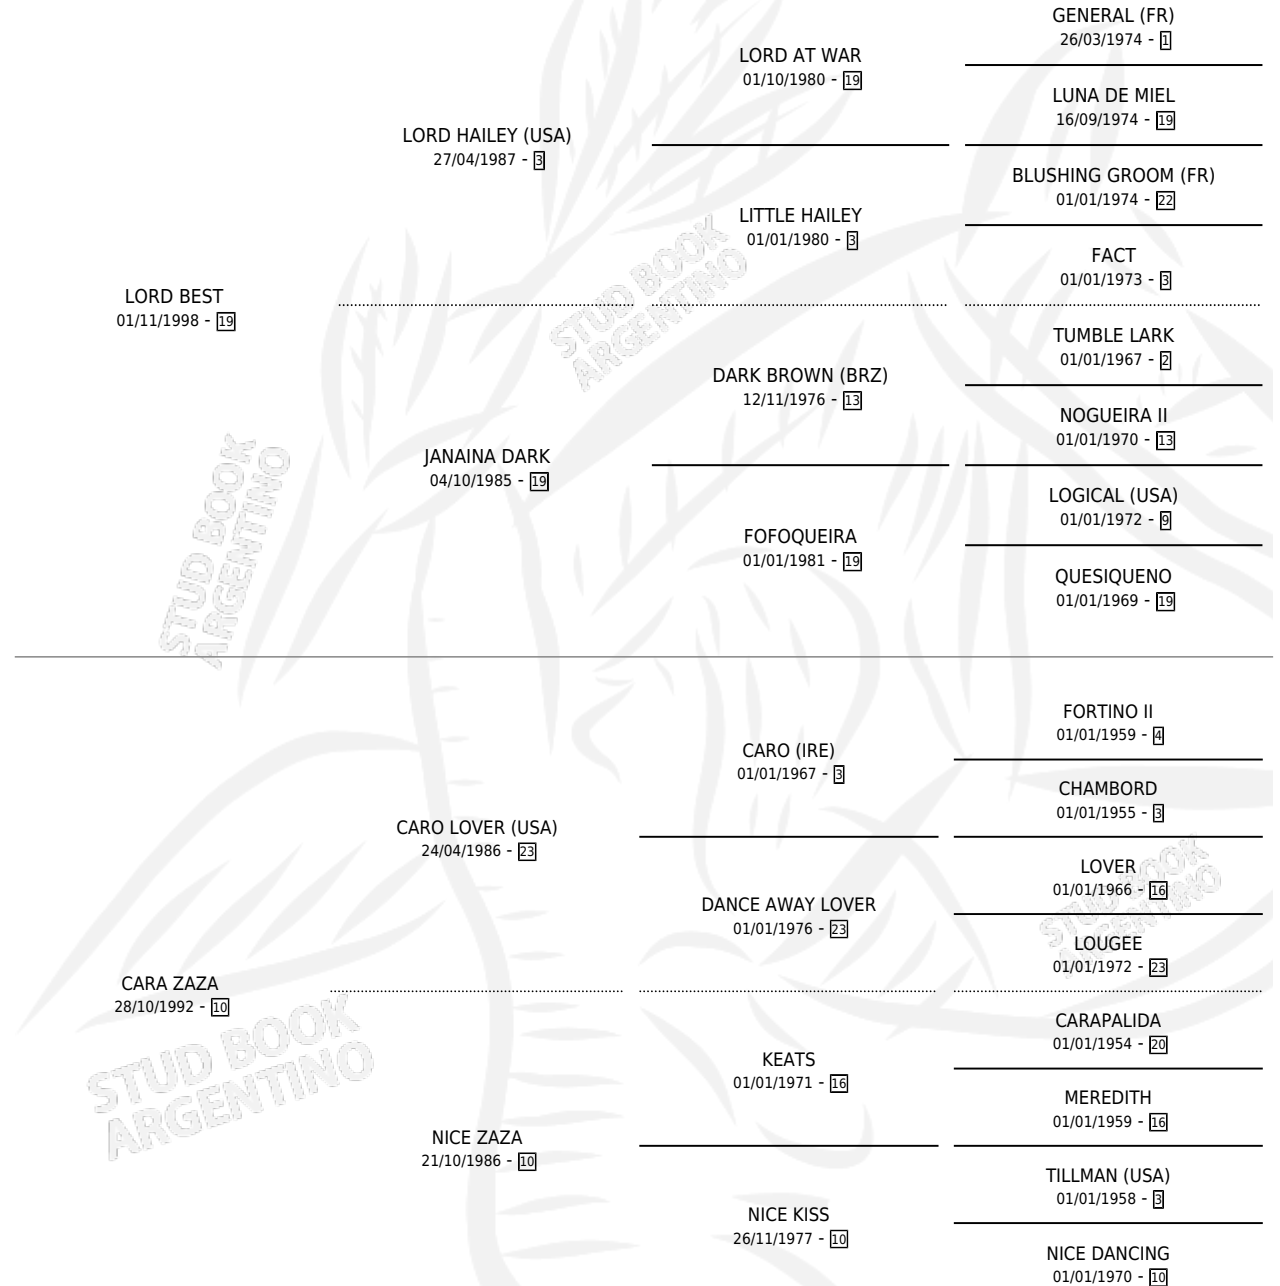 GENERAL (FR)
26/03/1974 - 1
LORD AT WAR
01/10/1980 - 19
LUNA DE MIEL
16/09/1974 - 19
LORD HAILEY (USA)
27/04/1987 - 3
BLUSHING GROOM (FR)
01/01/1974 - 22
LITTLE HAILEY
01/01/1980 - 3
FACT
01/01/1973 - 3
LORD BEST
01/11/1998 - 19
TUMBLE LARK
01/01/1967 - 2
DARK BROWN (BRZ)
12/11/1976 - 13
NOGUEIRA II
01/01/1970 - 13
JANAINA DARK
04/10/1985 - 19
LOGICAL (USA)
01/01/1972 - 9
FOFOQUEIRA
01/01/1981 - 19
QUESIQUENO
01/01/1969 - 19
FORTINO II
01/01/1959 - 4
CARO (IRE)
01/01/1967 - 3
CHAMBORD
01/01/1955 - 3
CARO LOVER (USA)
24/04/1986 - 23
LOVER
01/01/1966 - 16
DANCE AWAY LOVER
01/01/1976 - 23
LOUGEE
01/01/1972 - 23
CARA ZAZA
28/10/1992 - 10
CARAPALIDA
01/01/1954 - 20
KEATS
01/01/1971 - 16
MEREDITH
01/01/1959 - 16
NICE ZAZA
21/10/1986 - 10
TILLMAN (USA)
01/01/1958 - 3
NICE KISS
26/11/1977 - 10
NICE DANCING
01/01/1970 - 10
STUD BOOK
ARGENTINO
STUD BOOK
ARGENTINO
STUD BOOK
ARGENTINO
STUD BOOK
ARGENTINO